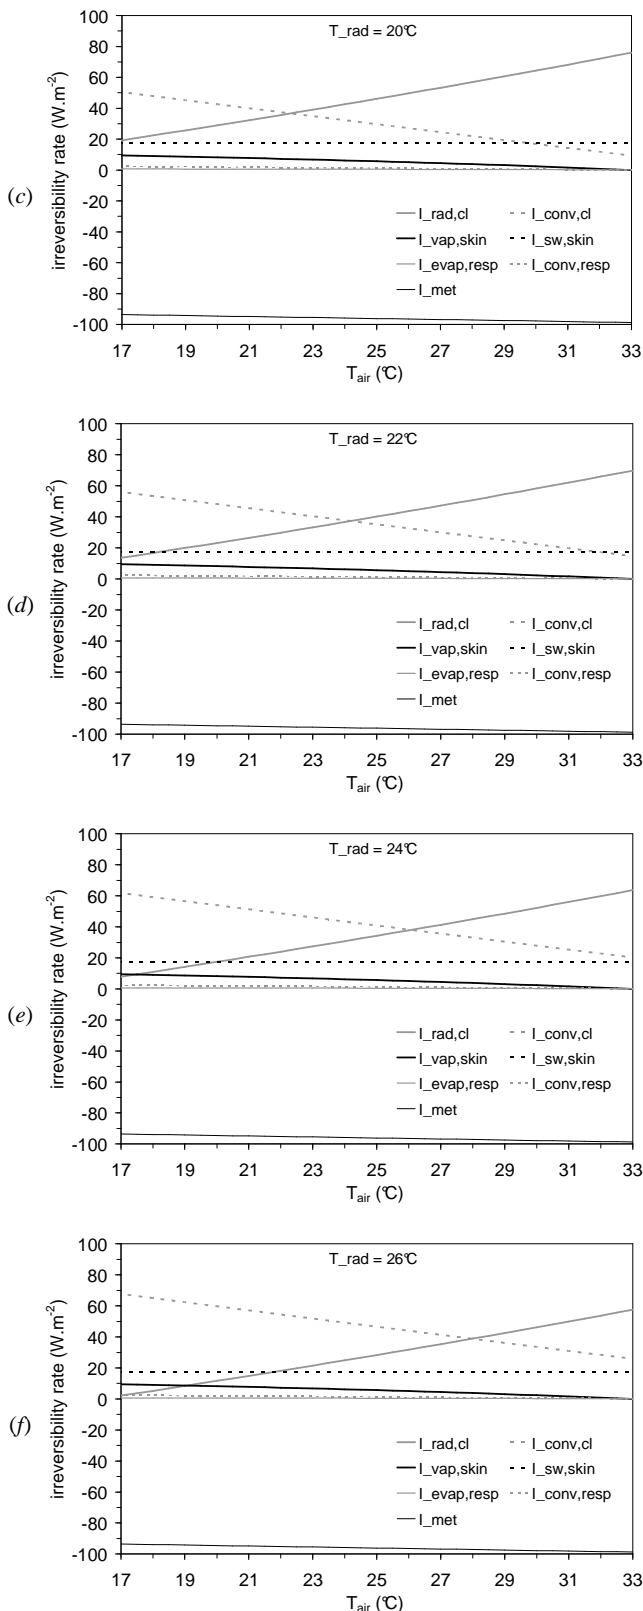 (c)
irreversibility rate (W.m-2)
100
80
60
40
20
0
-20
-40
-60
-80
-100
T_rad = 20°C
I_rad,cl I_conv,cl
I_vap,skin I_sw,skin
I_evap,resp I_conv,resp
I_met
17 19 21 23 25 27 29 31 33
Tair (°C)
(d)
irreversibility rate (W.m-2)
100
80
60
40
20
0
-20
-40
-60
-80
-100
T_rad = 22°C
I_rad,cl I_conv,cl
I_vap,skin I_sw,skin
I_evap,resp I_conv,resp
I_met
17 19 21 23 25 27 29 31 33
Tair (°C)
(e)
irreversibility rate (W.m-2)
100
80
60
40
20
0
-20
-40
-60
-80
-100
T_rad = 24°C
I_rad,cl I_conv,cl
I_vap,skin I_sw,skin
I_evap,resp I_conv,resp
I_met
17 19 21 23 25 27 29 31 33
Tair (°C)
(f)
irreversibility rate (W.m-2)
100
80
60
40
20
0
-20
-40
-60
-80
-100
T_rad = 26°C
I_rad,cl I_conv,cl
I_vap,skin I_sw,skin
I_evap,resp I_conv,resp
I_met
17 19 21 23 25 27 29 31 33
Tair (°C)